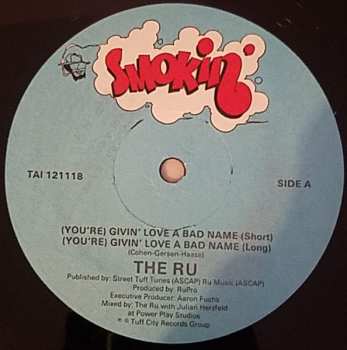 SMOKIN'
TAI 121118
SIDE A
(YOU'RE) GIVIN' LOVE A BAD NAME (Short)
(YOU'RE) GIVIN' LOVE A BAD NAME (Long)
(Cohen-Gersen-Haase)
THE RU
Published by: Street Tuff Tunes (ASCAP) Ru Music (ASCAP)
Produced by: RuPro
Executive Producer: Aaron Fuchs
Mixed by: The Ru with Julian Herzfeld
at Power Play Studios
℗ © Tuff City Records Group